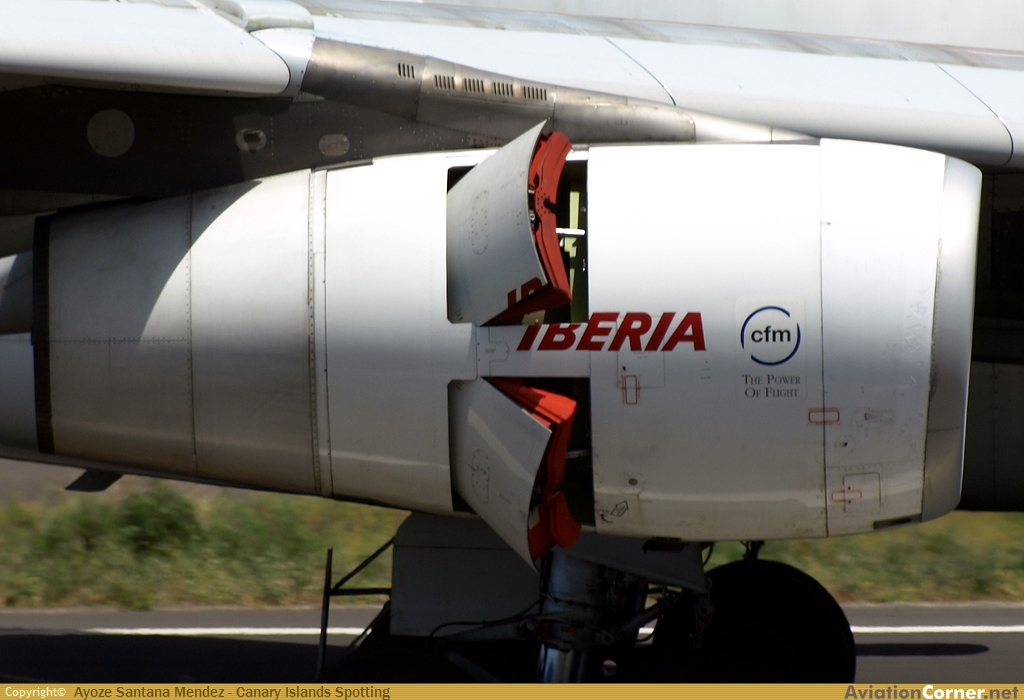 IBERIA
cfm
THE POWER
OF FLIGHT
Copyright© Ayoze Santana Mendez - Canary Islands Spotting
AviationCorner.net